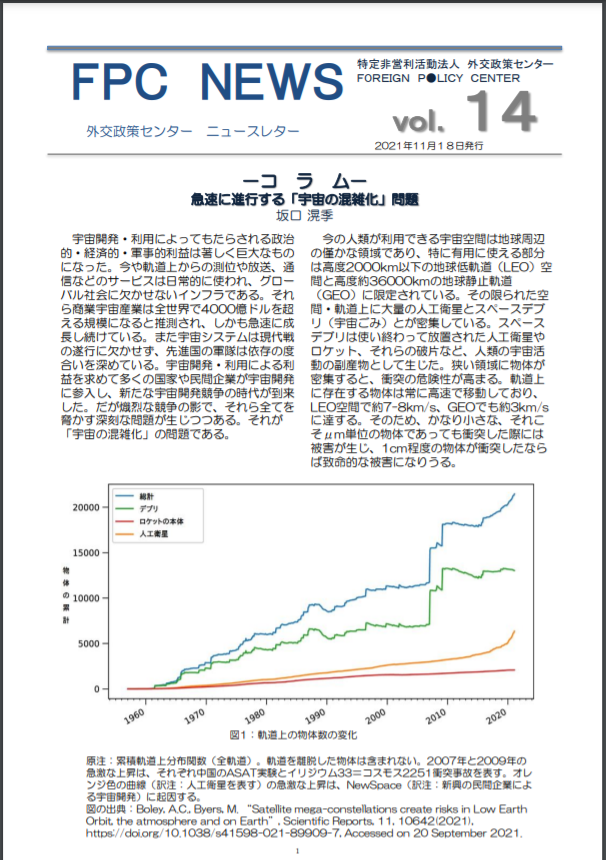 FPC NEWS
特定非営利活動法人 外交政策センター
FOREIGN P●LICY CENTER
外交政策センター ニュースレター
vol. 14
2021年11月18日発行
ーコ ラ ムー
急速に進行する「宇宙の混雑化」問題
坂口 滉季
宇宙開発・利用によってもたらされる政治
的・経済的・軍事的利益は著しく巨大なもの
になった。今や軌道上からの測位や放送、通
信などのサービスは日常的に使われ、グロー
バル社会に欠かせないインフラである。それ
ら商業宇宙産業は全世界で4000億ドルを超
える規模になると推測され、しかも急速に成
長し続けている。また宇宙システムは現代戦
の遂行に欠かせず、先進国の軍隊は依存の度
合いを深めている。宇宙開発・利用による利
益を求めて多くの国家や民間企業が宇宙開発
に参入し、新たな宇宙開発競争の時代が到来
した。だが熾烈な競争の影で、それら全てを
脅かす深刻な問題が生じつつある。それが
「宇宙の混雑化」の問題である。
今の人類が利用できる宇宙空間は地球周辺
の僅かな領域であり、特に有用に使える部分
は高度2000km以下の地球低軌道（LEO）空
間と高度約36000kmの地球静止軌道
（GEO）に限定されている。その限られた空
間・軌道上に大量の人工衛星とスペースデブ
リ（宇宙ごみ）とが密集している。スペース
デブリは使い終わって放置された人工衛星や
ロケット、それらの破片など、人類の宇宙活
動の副産物として生じた。狭い領域に物体が
密集すると、衝突の危険性が高まる。軌道上
に存在する物体は常に高速で移動しており、
LEO空間で約7-8km/s、GEOでも約3km/s
に達する。そのため、かなり小さな、それこ
そμm単位の物体であっても衝突した際には
被害が生じ、1cm程度の物体が衝突したなら
ば致命的な被害になりうる。
総計
デブリ
ロケットの本体
人工衛星
物体の累計
20000
15000
10000
5000
0
1960 1970 1980 1990 2000 2010 2020
図1：軌道上の物体数の変化
原注：累積軌道上分布関数（全軌道）。軌道を離脱した物体は含まれない。2007年と2009年の
急激な上昇は、それぞれ中国のASAT実験とイリジウム33＝コスモス2251衝突事故を表す。オレ
ンジ色の曲線（訳注：人工衛星を表す）の急激な上昇は、NewSpace（訳注：新興の民間企業によ
る宇宙開発）に起因する。
図の出典：Boley, A.C., Byers, M. “Satellite mega-constellations create risks in Low Earth
Orbit, the atmosphere and on Earth”, Scientific Reports, 11, 10642(2021),
https://doi.org/10.1038/s41598-021-89909-7, Accessed on 20 September 2021.
1